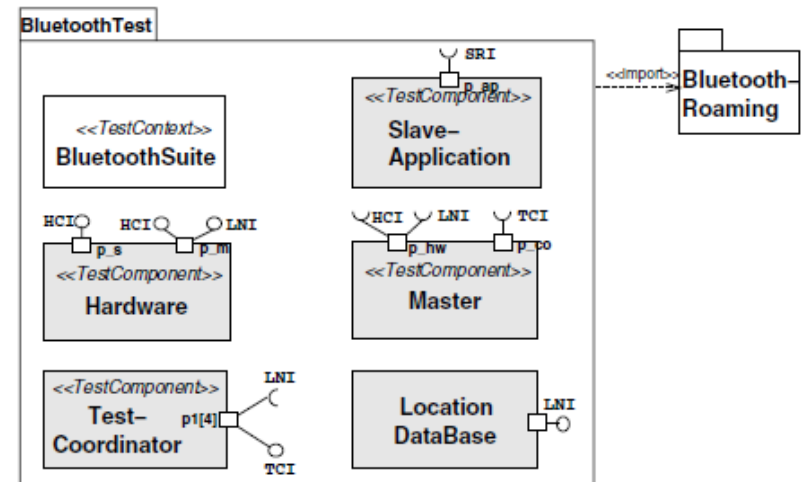 BluetoothTest
SRI
p_ap
<<TestComponent>>
Slave–
Application
<<import>>
Bluetooth–
Roaming
<<TestContext>>
BluetoothSuite
HCI
HCI
LNI
p_s
p_m
<<TestComponent>>
Hardware
HCI
LNI
TCI
p_hw
p_co
<<TestComponent>>
Master
<<TestComponent>>
Test–
Coordinator
p1[4]
LNI
TCI
Location
DataBase
LNI